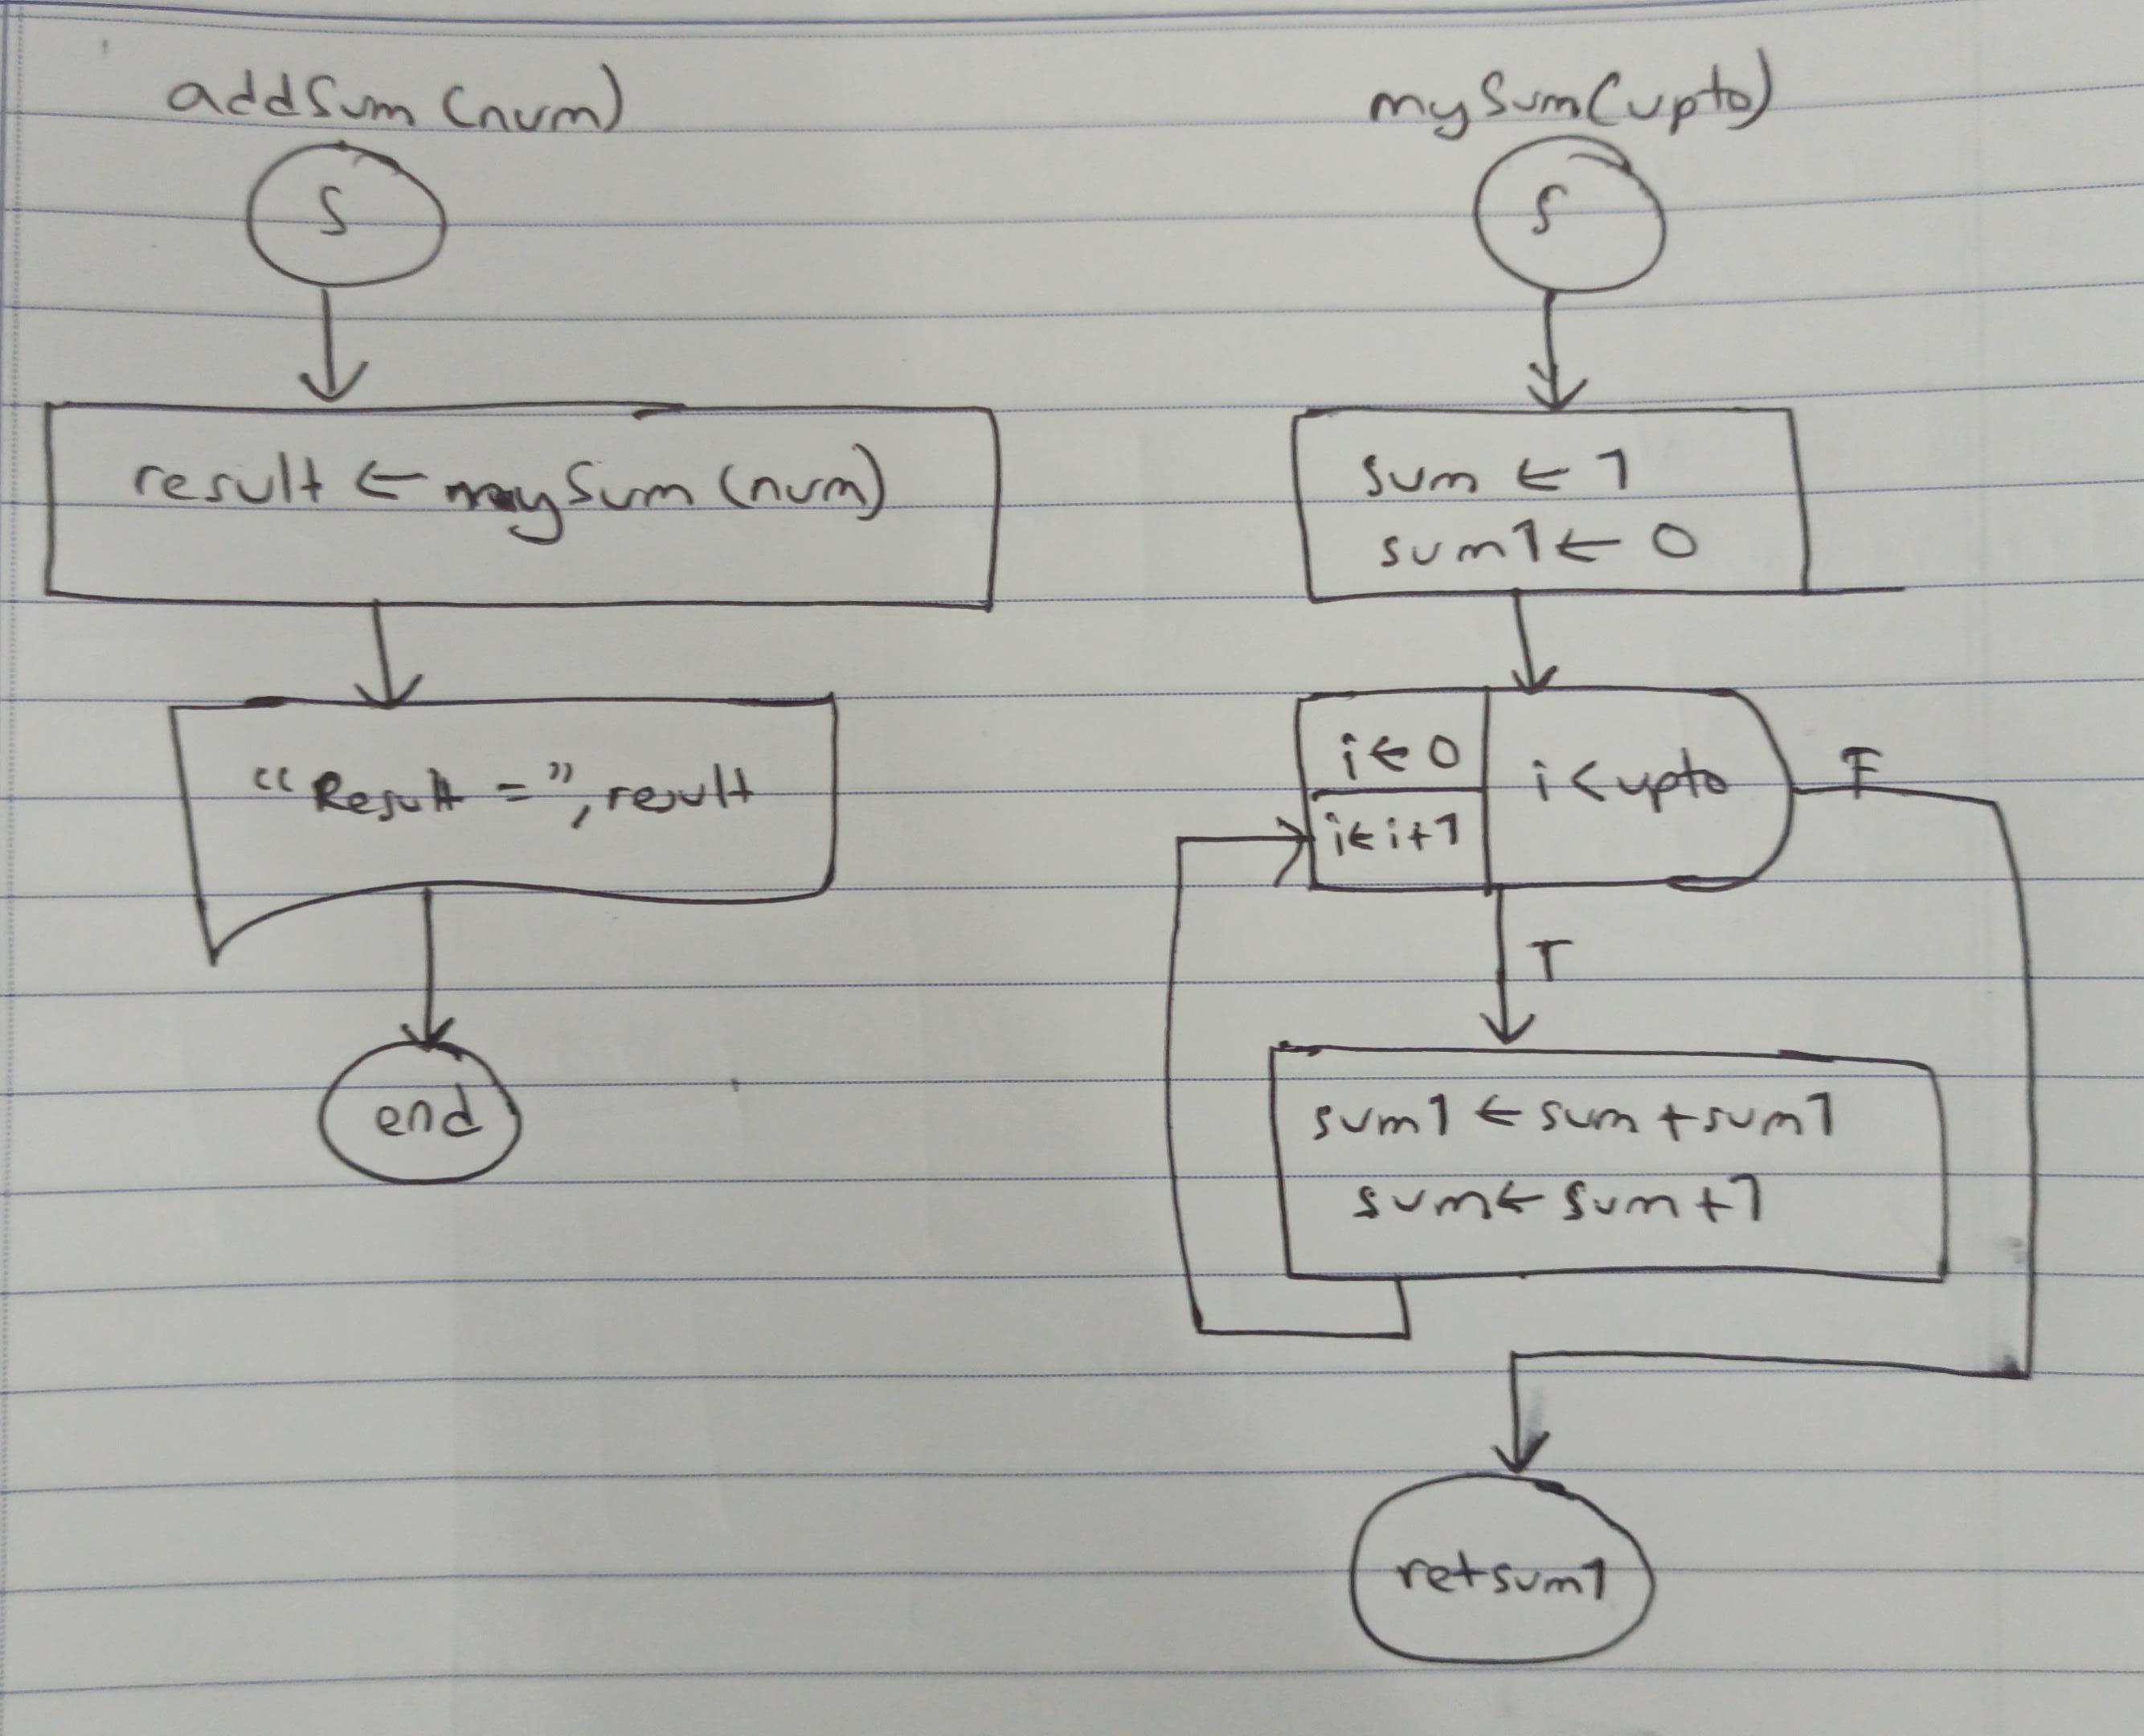 addSum (num)
S
result ← mySum (num)
“Result =”, result
end
mySum(upto)
S
sum ← 1
sum1 ← 0
i ← 0
i ← i+1
i < upto
F
T
sum1 ← sum + sum1
sum ← sum + 1
ret sum1